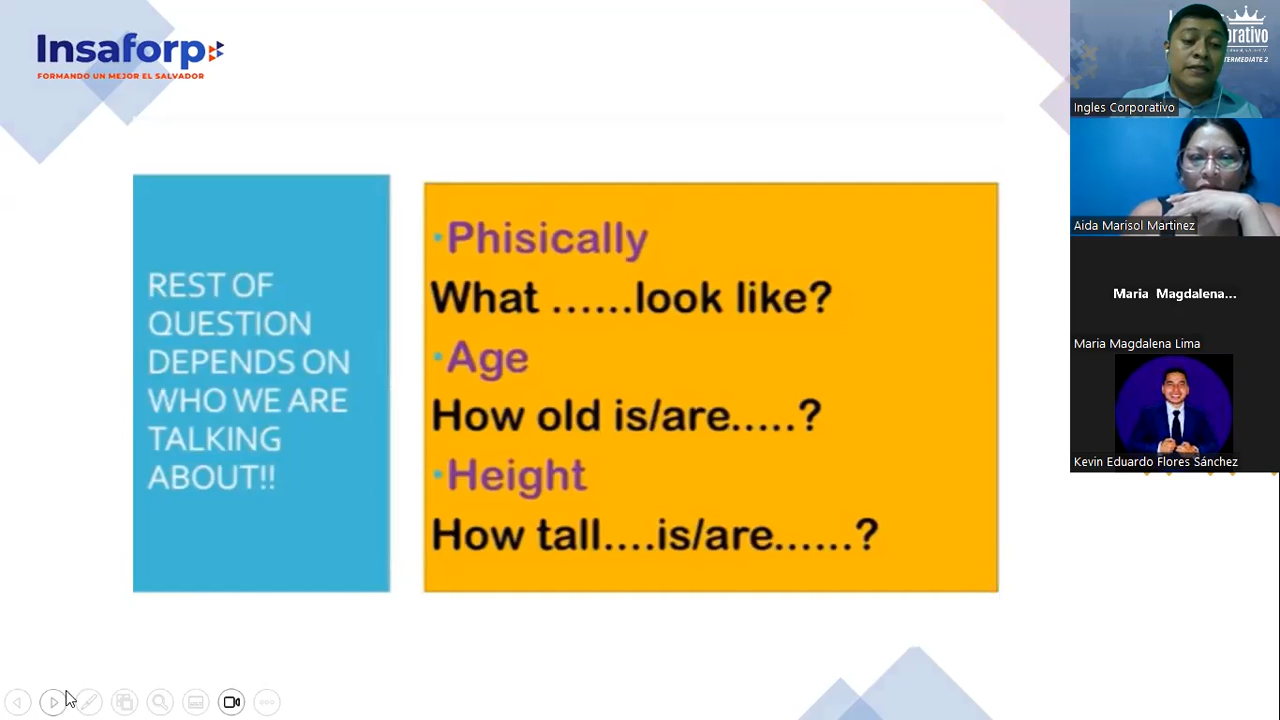 Insaforp
FORMANDO UN MEJOR EL SALVADOR
REST OF
QUESTION
DEPENDS ON
WHO WE ARE
TALKING
ABOUT!!
·Phisically
What ......look like?
·Age
How old is/are.....?
·Height
How tall....is/are......?
Ingles Corporativo
Aida Marisol Martinez
Maria Magdalena...
Maria Magdalena Lima
Kevin Eduardo Flores Sánchez